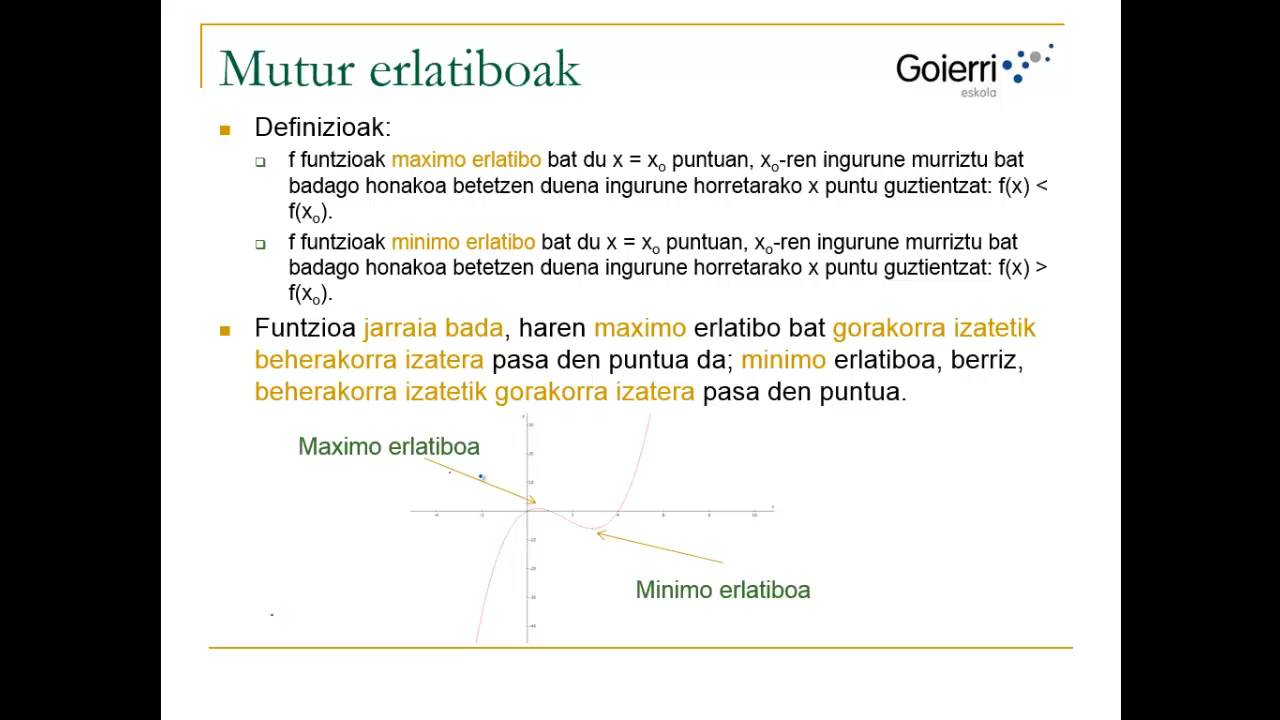 Mutur erlatiboak
Goierri
eskola
Definizioak:
f funtzioak maximo erlatibo bat du x = xo puntuan, xo-ren ingurune murriztu bat
badago honakoa betetzen duena ingurune horretarako x puntu guztientzat: f(x) <
f(xo).
f funtzioak minimo erlatibo bat du x = xo puntuan, xo-ren ingurune murriztu bat
badago honakoa betetzen duena ingurune horretarako x puntu guztientzat: f(x) >
f(xo).
Funtzioa jarraia bada, haren maximo erlatibo bat gorakorra izatetik
beherakorra izatera pasa den puntua da; minimo erlatiboa, berriz,
beherakorra izatetik gorakorra izatera pasa den puntua.
Maximo erlatiboa
Minimo erlatiboa